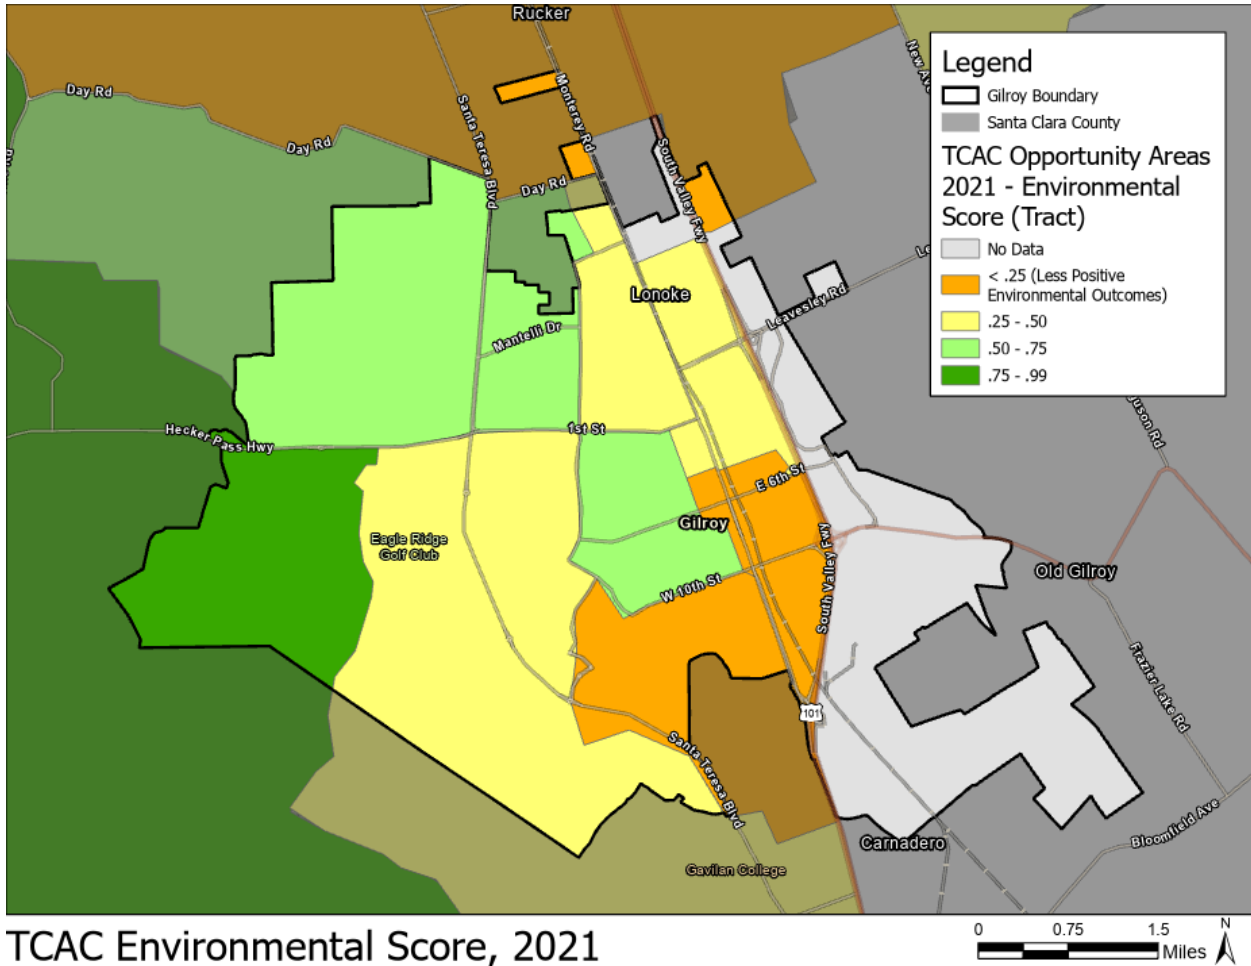 Rucker
Legend
Gilroy Boundary
Santa Clara County
TCAC Opportunity Areas
2021 - Environmental
Score (Tract)
No Data
< .25 (Less Positive
Environmental Outcomes)
.25 - .50
.50 - .75
.75 - .99
New Ave
Day Rd
Day Rd
Day Rd
Santa Teresa Blvd
Monterey Rd
South Valley Fwy
Lonoke
Leavesley Rd
Mantelli Dr
1st St
Hecker Pass Hwy
E 6th St
Gilroy
Eagle Ridge
Golf Club
W 10th St
South Valley Fwy
Old Gilroy
Frazier Lake Rd
101
Santa Teresa Blvd
Carnadero
Bloomfield Ave
Gavilan College
TCAC Environmental Score, 2021
0 0.75 1.5
Miles
N